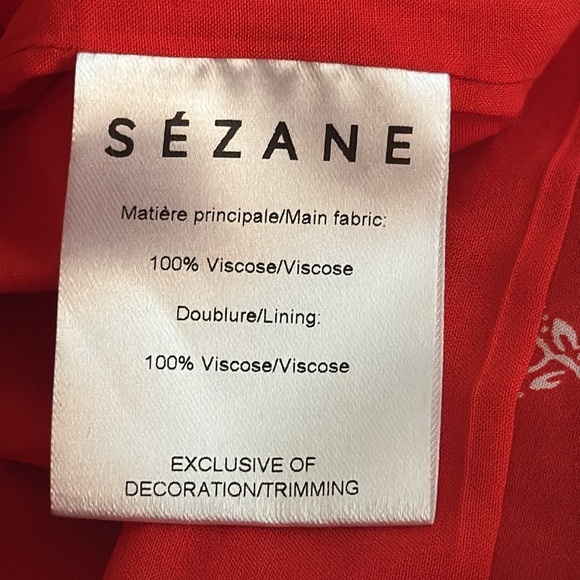 SÉZANE
Matière principale/Main fabric:
100% Viscose/Viscose
Doublure/Lining:
100% Viscose/Viscose
EXCLUSIVE OF
DECORATION/TRIMMING